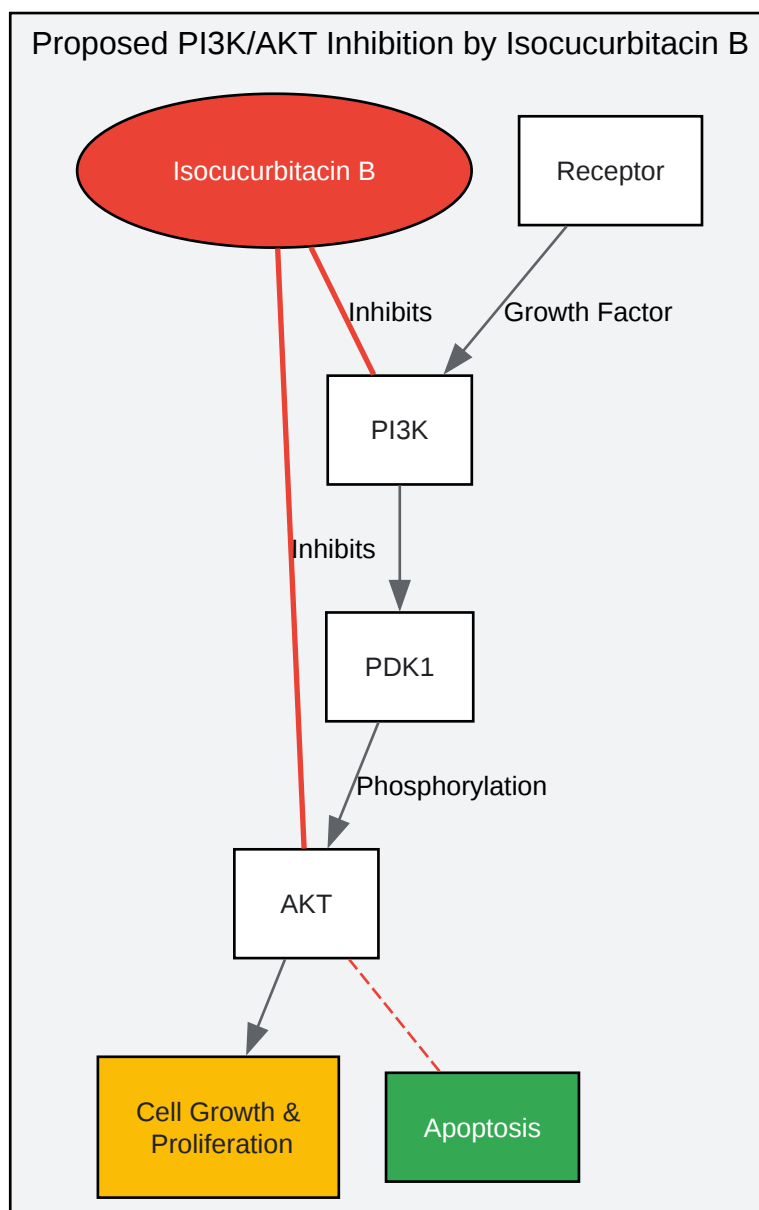 Proposed PI3K/AKT Inhibition by Isocucurbitacin B
Isocucurbitacin B
Receptor
Inhibits
Growth Factor
PI3K
Inhibits
PDK1
Phosphorylation
AKT
Cell Growth &
Proliferation
Apoptosis